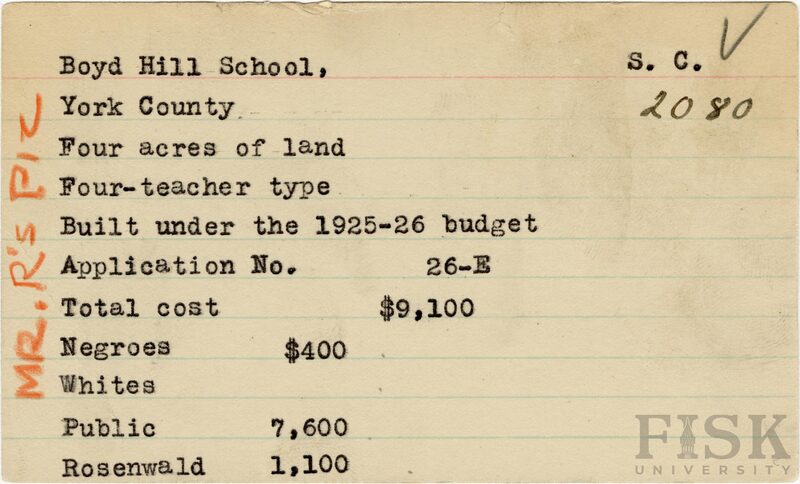 Boyd Hill School, S. C.
York County 2080
Four acres of land
Four-teacher type
Built under the 1925-26 budget
Application No. 26-E
Total cost $9,100
Negroes $400
Whites
Public 7,600
Rosenwald 1,100
MR. R's PIC
FISK
UNIVERSITY